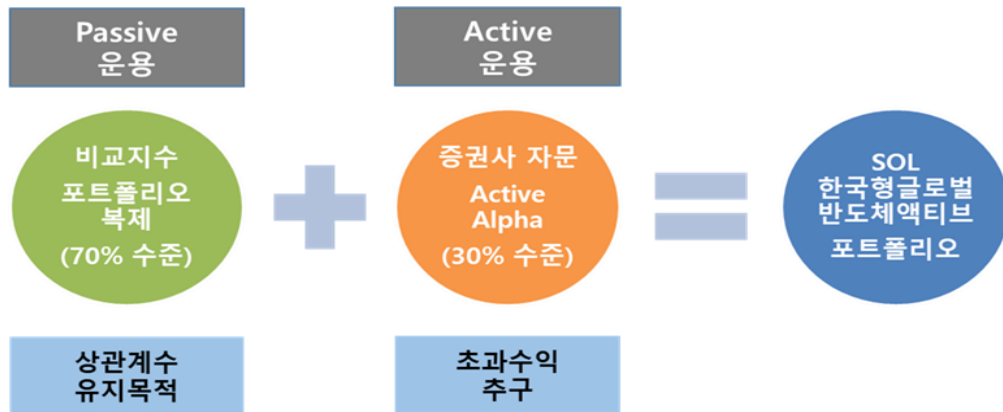 Passive
운용
Active
운용
비교지수
포트폴리오
복제
(70% 수준)
증권사 자문
Active
Alpha
(30% 수준)
SOL
한국형글로벌
반도체액티브
포트폴리오
상관계수
유지목적
초과수익
추구